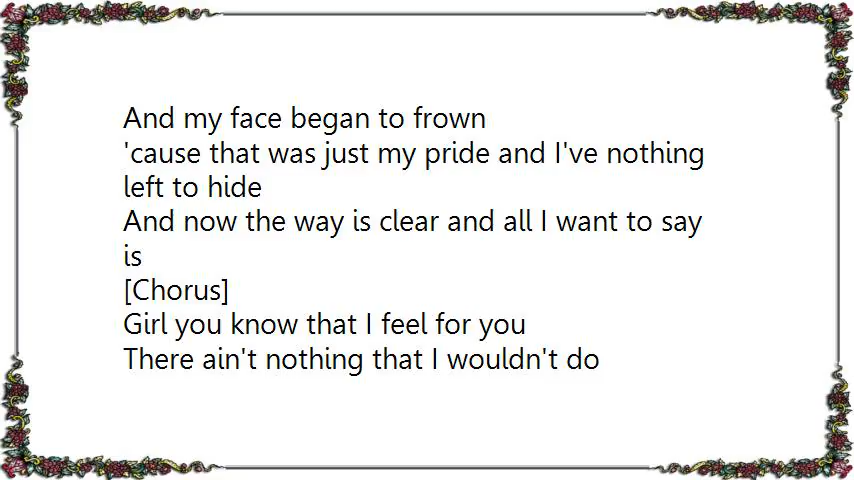 And my face began to frown
'cause that was just my pride and I've nothing
left to hide
And now the way is clear and all I want to say
is
[Chorus]
Girl you know that I feel for you
There ain't nothing that I wouldn't do